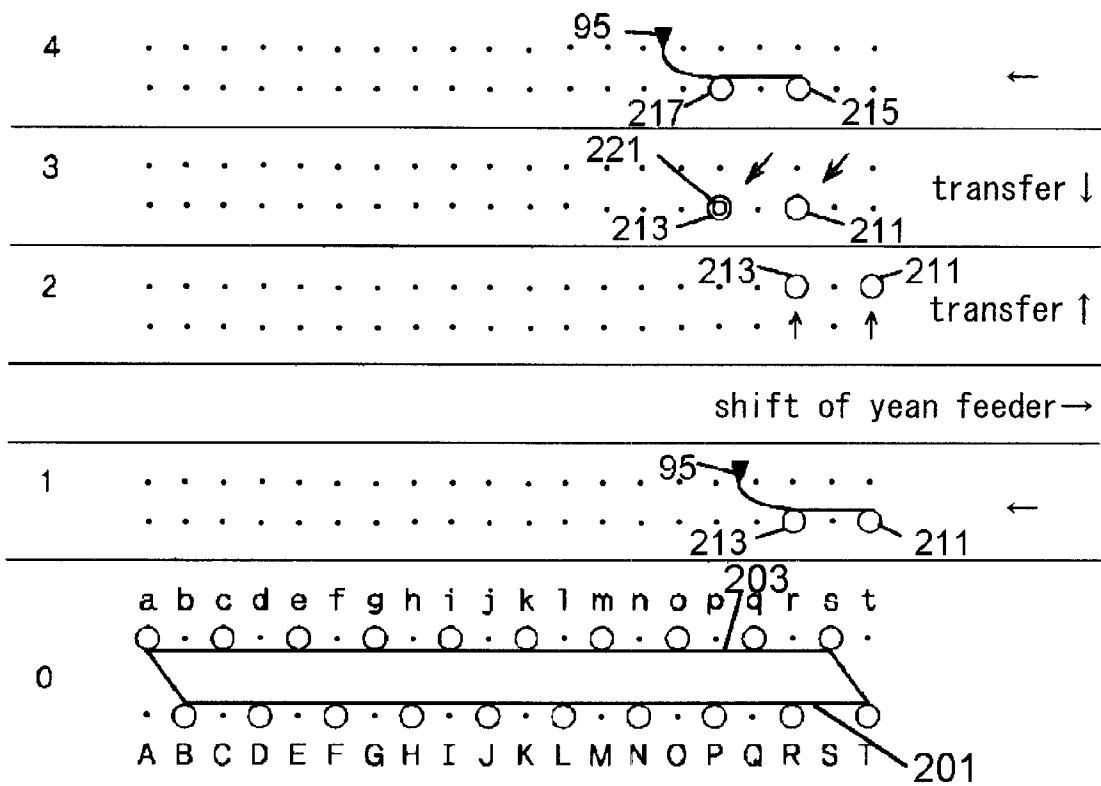 4 95 ←
217 215
3 221 transfer ↓
213 211
2 213 211
transfer ↑
shift of yean feeder→
1 95 ←
213 211
203
a b c d e f g h i j k l m n o p q r s t
0
A B C D E F G H I J K L M N O P Q R S T
201